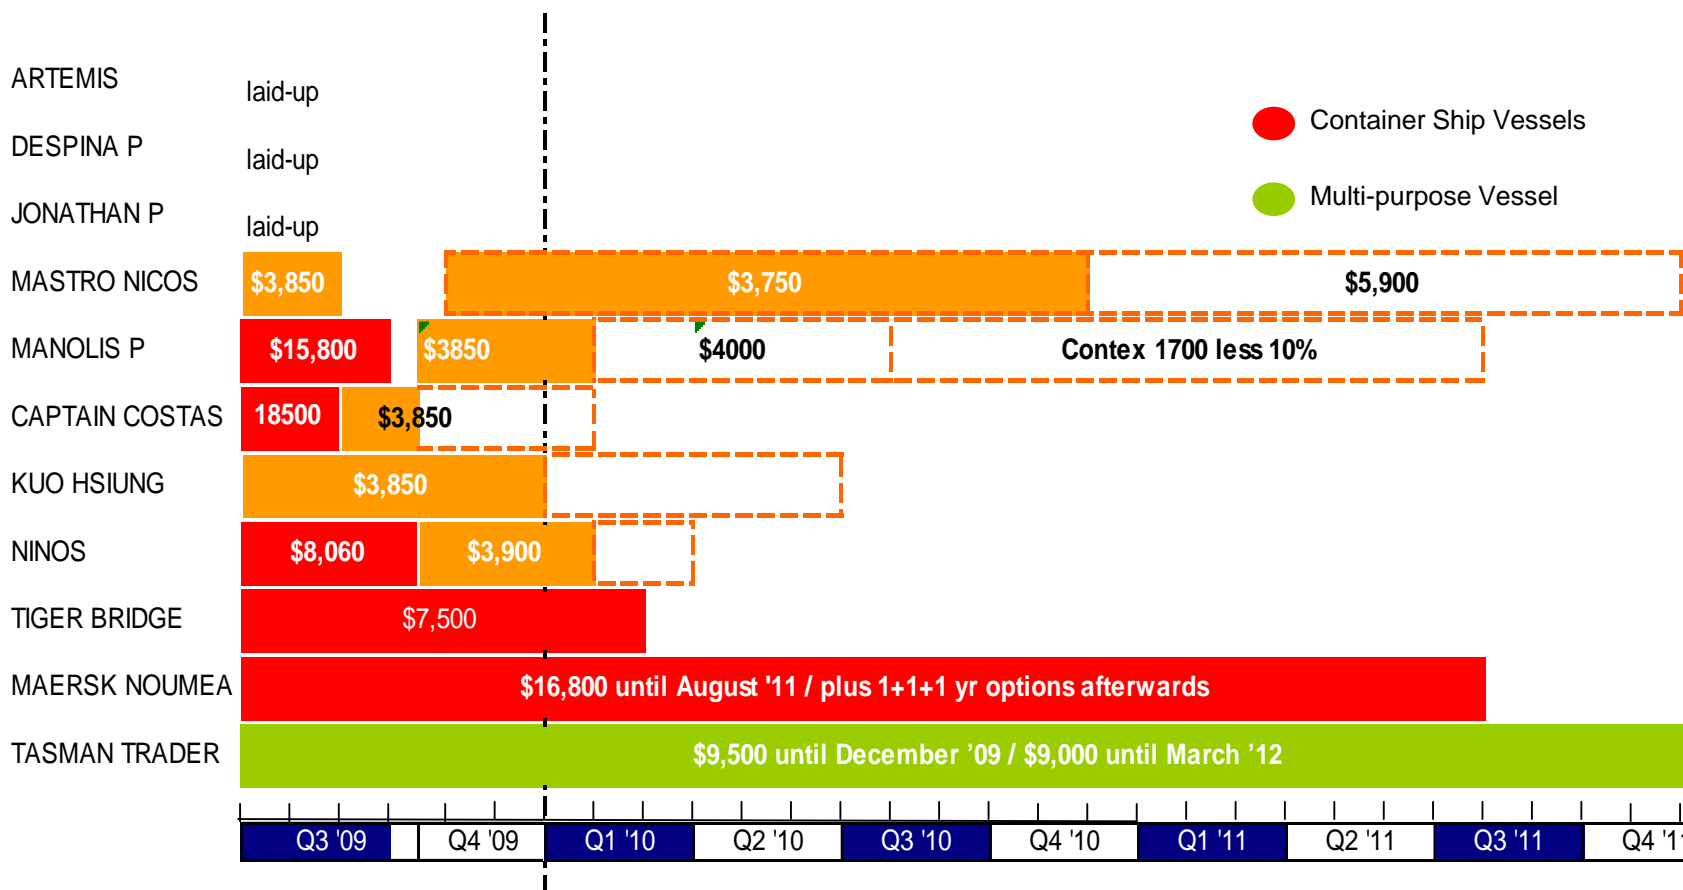 ARTEMIS
laid-up
Container Ship Vessels
DESPINA P
laid-up
Multi-purpose Vessel
JONATHAN P
laid-up
MASTRO NICOS $3,850 $3,750 $5,900
MANOLIS P $15,800 $3850 $4000 Contex 1700 less 10%
CAPTAIN COSTAS 18500 $3,850
KUO HSIUNG $3,850
NINOS $8,060 $3,900
TIGER BRIDGE $7,500
MAERSK NOUMEA $16,800 until August '11 / plus 1+1+1 yr options afterwards
TASMAN TRADER $9,500 until December ’09 / $9,000 until March ’12
Q3 '09 Q4 '09 Q1 '10 Q2 '10 Q3 '10 Q4 '10 Q1 '11 Q2 '11 Q3 '11 Q4 '11